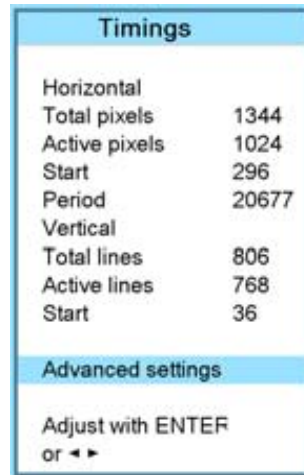 Timings
Horizontal
Total pixels 1344
Active pixels 1024
Start 296
Period 20677
Vertical
Total lines 806
Active lines 768
Start 36
Advanced settings
Adjust with ENTER
or ◄ ►